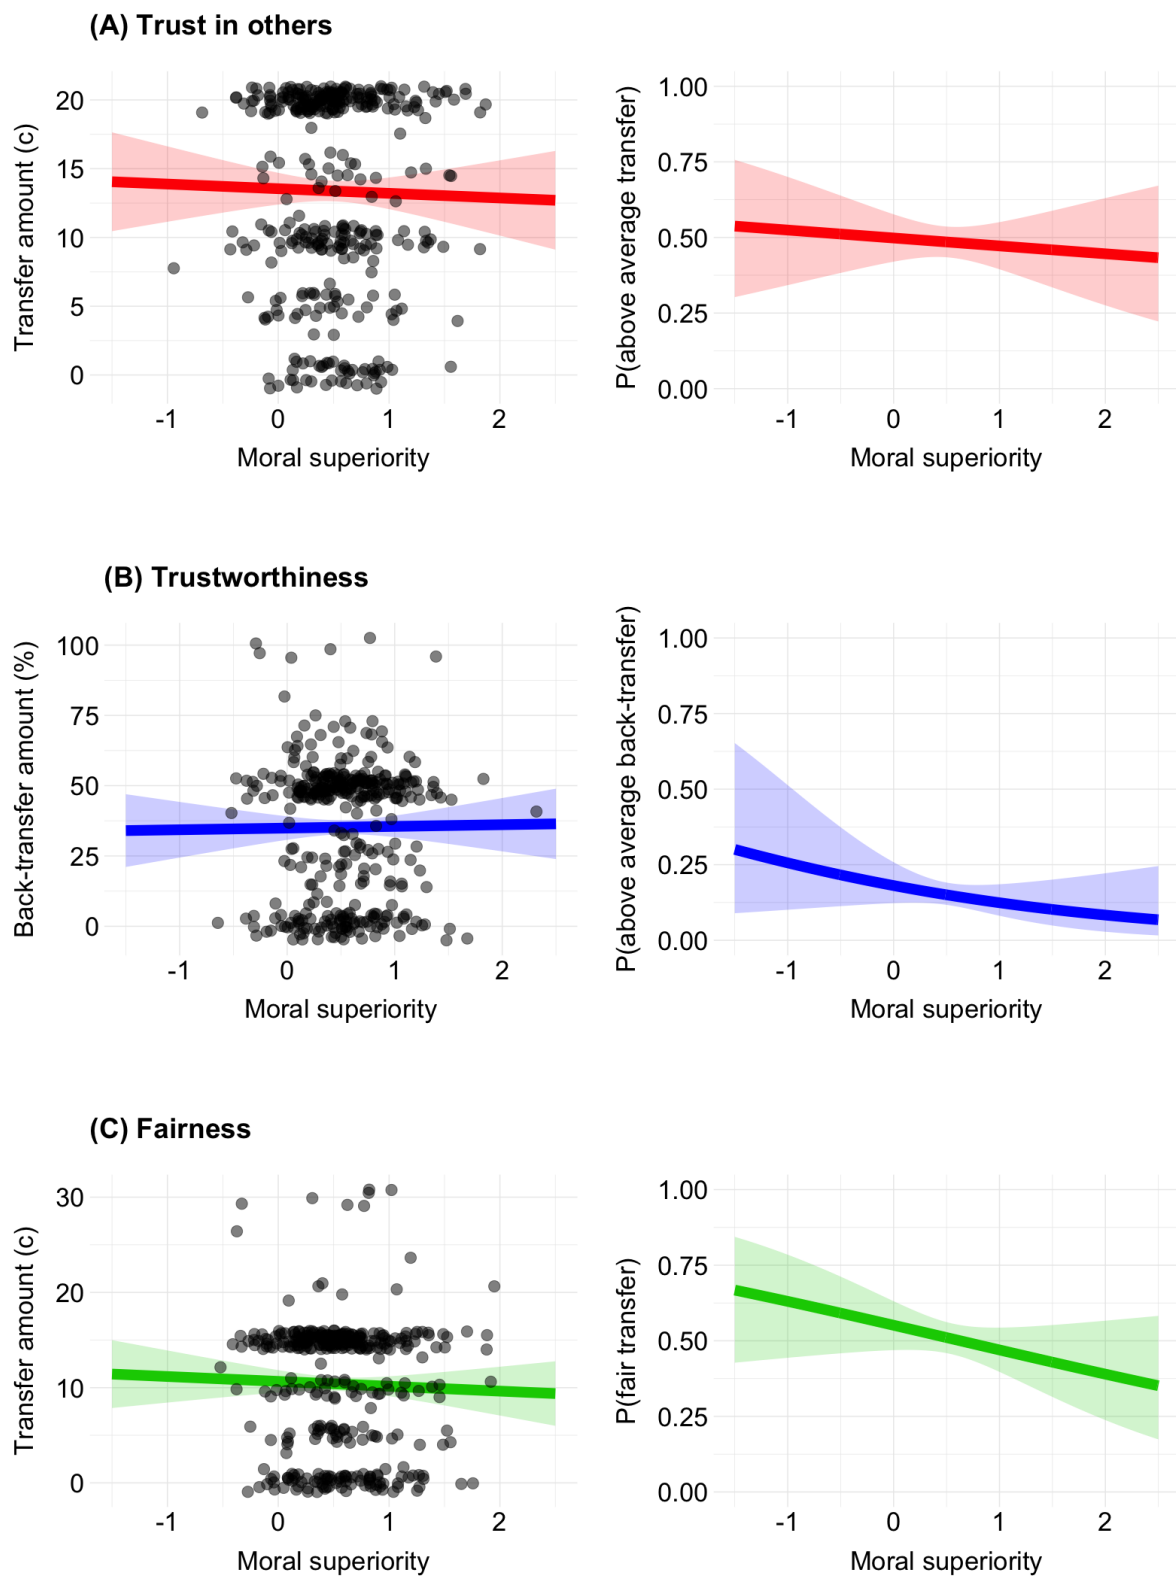 (A) Trust in others
Transfer amount (c)
20
15
10
5
0
-1 0 1 2
Moral superiority
P(above average transfer)
1.00
0.75
0.50
0.25
0.00
-1 0 1 2
Moral superiority
(B) Trustworthiness
Back-transfer amount (%)
100
75
50
25
0
-1 0 1 2
Moral superiority
P(above average back-transfer)
1.00
0.75
0.50
0.25
0.00
-1 0 1 2
Moral superiority
(C) Fairness
Transfer amount (c)
30
20
10
0
-1 0 1 2
Moral superiority
P(fair transfer)
1.00
0.75
0.50
0.25
0.00
-1 0 1 2
Moral superiority